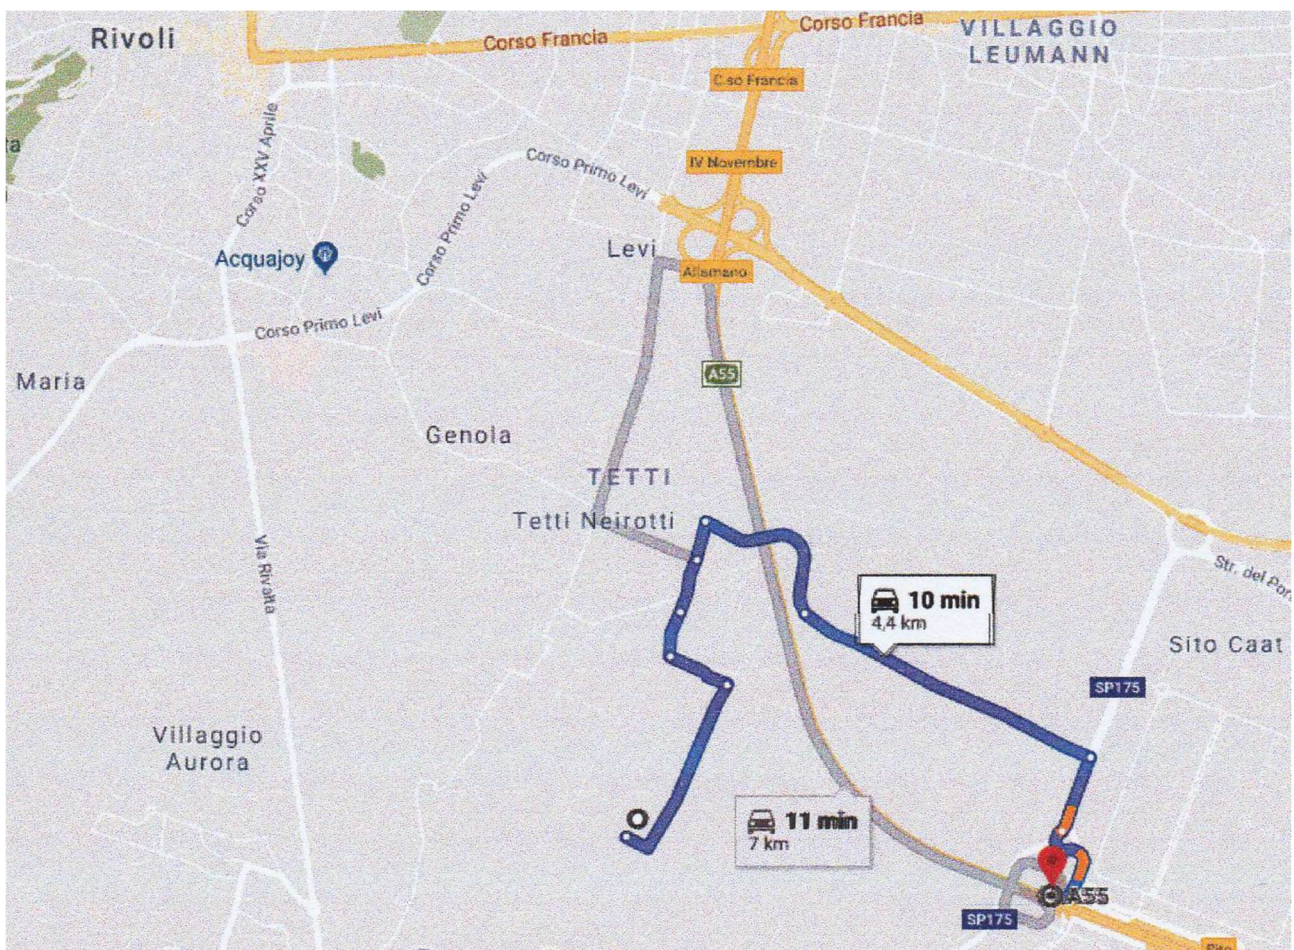 Rivoli
Corso Francia
Corso Francia
VILLAGGIO
LEUMANN
C.so Francia
Corso XXV Aprile
Corso Primo Levi
IV Novembre
Corso Primo Levi
Levi
Acquajoy
Allamano
Corso Primo Levi
A55
Maria
Genola
TETTI
Tetti Neirotti
Via Rivalta
Str. del Por
10 min
4,4 km
Sito Caat
SP175
Villaggio
Aurora
11 min
7 km
A55
SP175
Sito